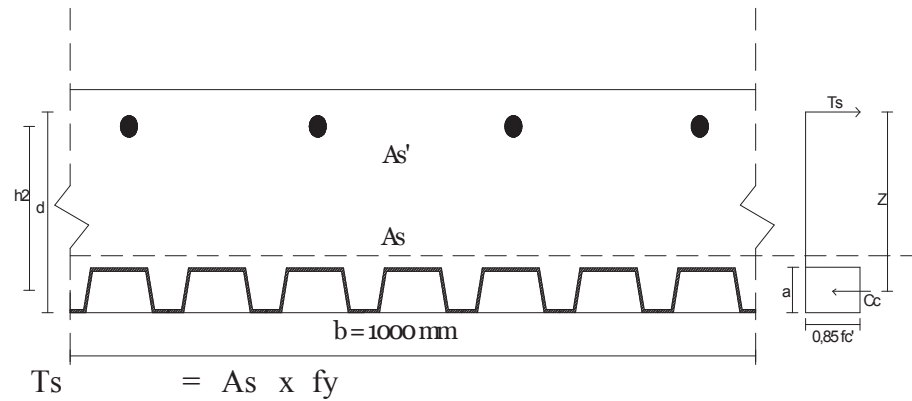 Ts
As'
h2
d
Z
As
a
Cc
b = 1000 mm
0,85 fc'
Ts = As x fy